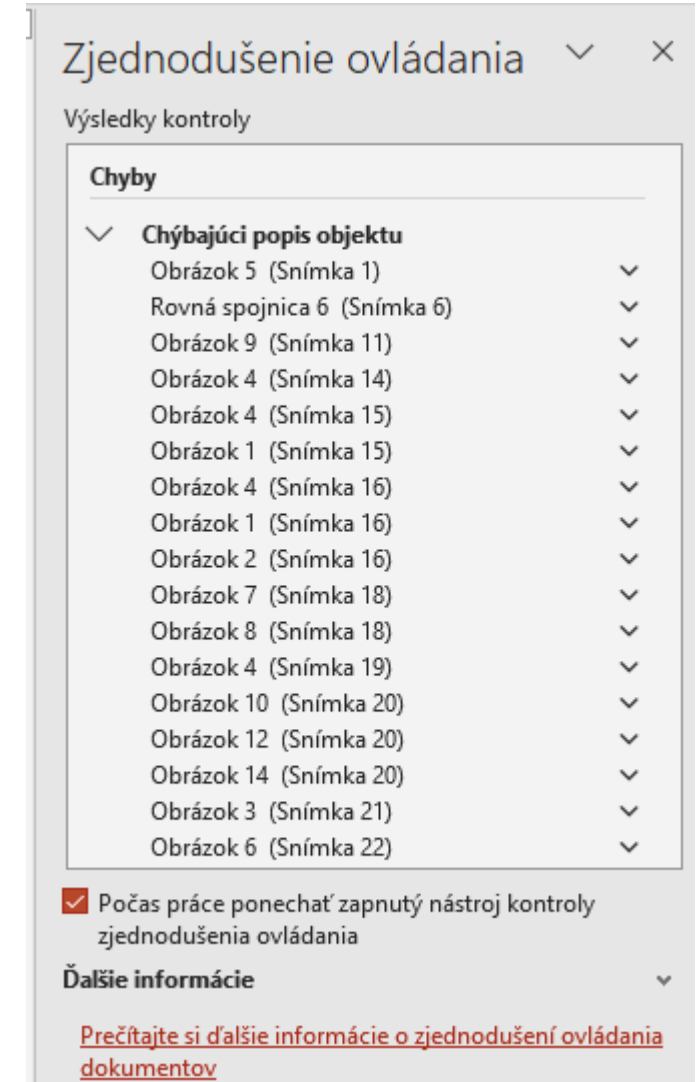 Zjednodušenie ovládania
Výsledky kontroly
Chyby
Chýbajúci popis objektu
Obrázok 5 (Snímka 1)
Rovná spojnica 6 (Snímka 6)
Obrázok 9 (Snímka 11)
Obrázok 4 (Snímka 14)
Obrázok 4 (Snímka 15)
Obrázok 1 (Snímka 15)
Obrázok 4 (Snímka 16)
Obrázok 1 (Snímka 16)
Obrázok 2 (Snímka 16)
Obrázok 7 (Snímka 18)
Obrázok 8 (Snímka 18)
Obrázok 4 (Snímka 19)
Obrázok 10 (Snímka 20)
Obrázok 12 (Snímka 20)
Obrázok 14 (Snímka 20)
Obrázok 3 (Snímka 21)
Obrázok 6 (Snímka 22)
Počas práce ponechať zapnutý nástroj kontroly
zjednodušenia ovládania
Ďalšie informácie
Prečítajte si ďalšie informácie o zjednodušení ovládania
dokumentov